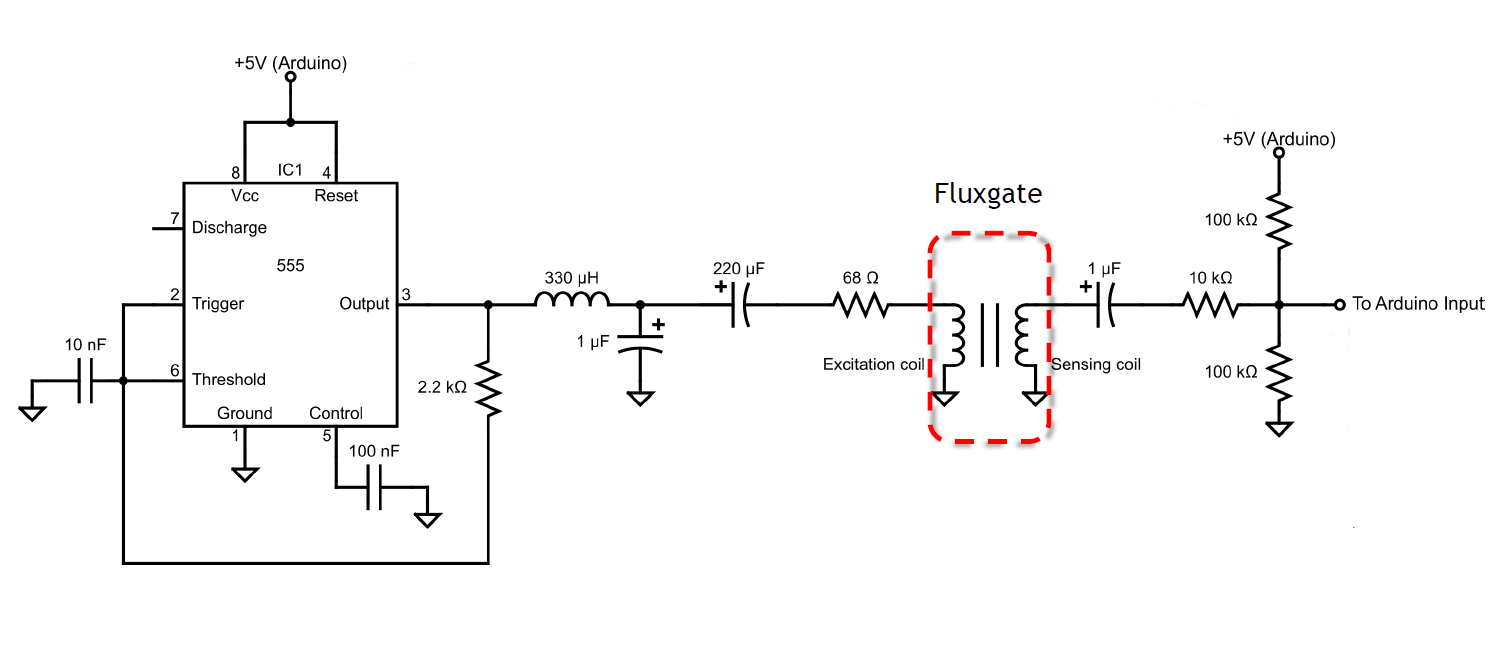 +5V (Arduino)
8
IC1
4
Vcc
Reset
7
Discharge
555
2
Trigger
Output
3
10 nF
6
Threshold
Ground
Control
1
5
100 nF
2.2 kΩ
330 µH
1 µF
+
220 µF
+
68 Ω
Fluxgate
Excitation coil
Sensing coil
1 µF
+
10 kΩ
+5V (Arduino)
100 kΩ
To Arduino Input
100 kΩ